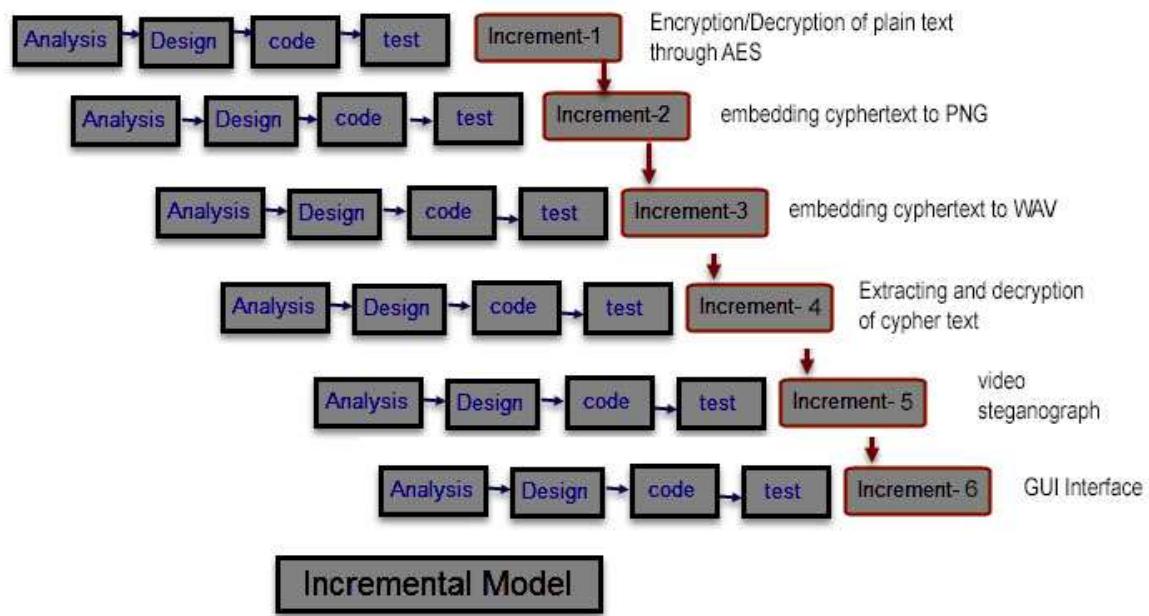 Analysis Design code test Increment-1 Encryption/Decryption of plain text
through AES
Analysis Design code test Increment-2 embedding cyphertext to PNG
Analysis Design code test Increment-3 embedding cyphertext to WAV
Analysis Design code test Increment- 4 Extracting and decryption
of cypher text
Analysis Design code test Increment- 5 video
steganograph
Analysis Design code test Increment- 6 GUI Interface
Incremental Model